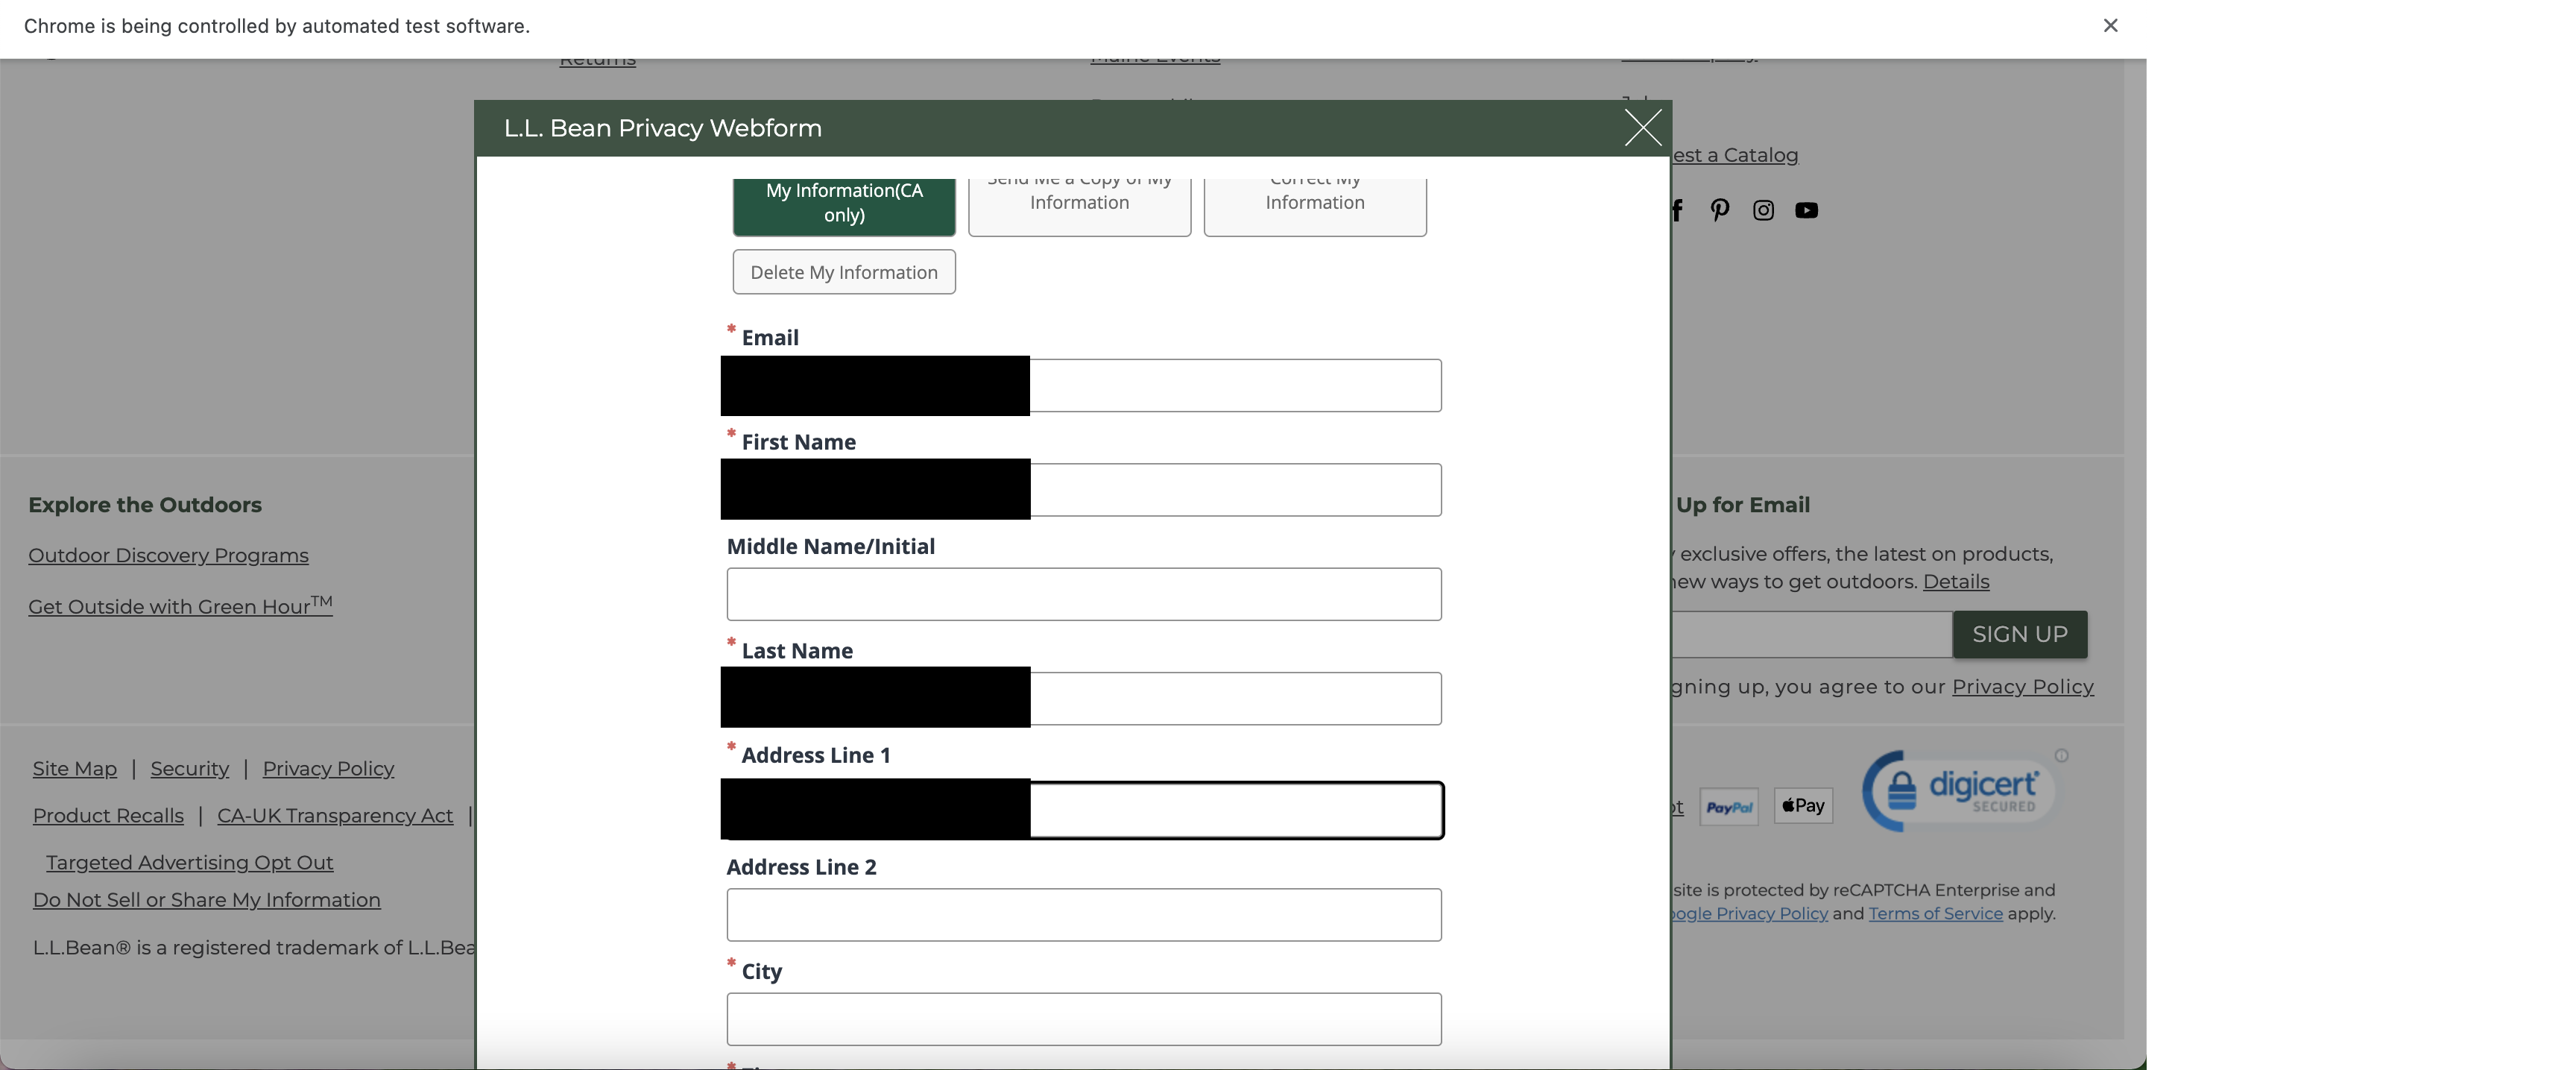 Chrome is being controlled by automated test software.
Returns
Maine Events
L.L. Bean Privacy Webform
est a Catalog
My Information(CA
only)
Send Me a Copy of My
Information
Correct My
Information
Delete My Information
* Email
* First Name
Middle Name/Initial
* Last Name
* Address Line 1
Address Line 2
* City
Explore the Outdoors
Outdoor Discovery Programs
Get Outside with Green Hour™
Up for Email
exclusive offers, the latest on products,
new ways to get outdoors. Details
SIGN UP
gning up, you agree to our Privacy Policy
Site Map | Security | Privacy Policy
Product Recalls | CA-UK Transparency Act |
Targeted Advertising Opt Out
Do Not Sell or Share My Information
L.L.Bean® is a registered trademark of L.L.Bea
PayPal
Pay
digicert
SECURED
site is protected by reCAPTCHA Enterprise and
ogle Privacy Policy and Terms of Service apply.